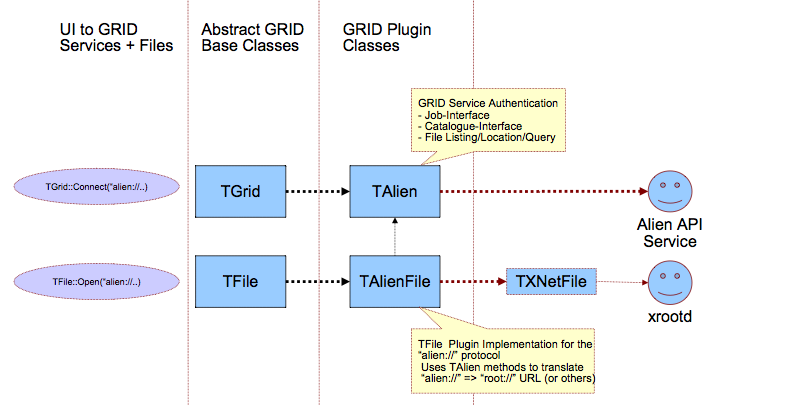 UI to GRID
Services + Files
Abstract GRID
Base Classes
GRID Plugin
Classes
GRID Service Authentication
- Job-Interface
- Catalogue-Interface
- File Listing/Location/Query
TGrid::Connect("alien://..)
TGrid
TAlien
Alien API
Service
TFile::Open("alien://..)
TFile
TAlienFile
TXNetFile
xrootd
TFile Plugin Implementation for the
"alien://" protocol
Uses TAlien methods to translate
"alien://" => "root://" URL (or others)